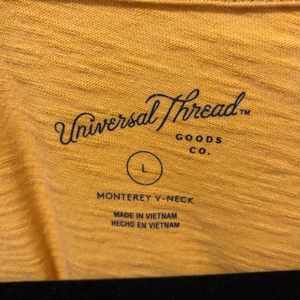 Universal Thread™
GOODS
CO.
L
MONTEREY V-NECK
MADE IN VIETNAM
HECHO EN VIETNAM